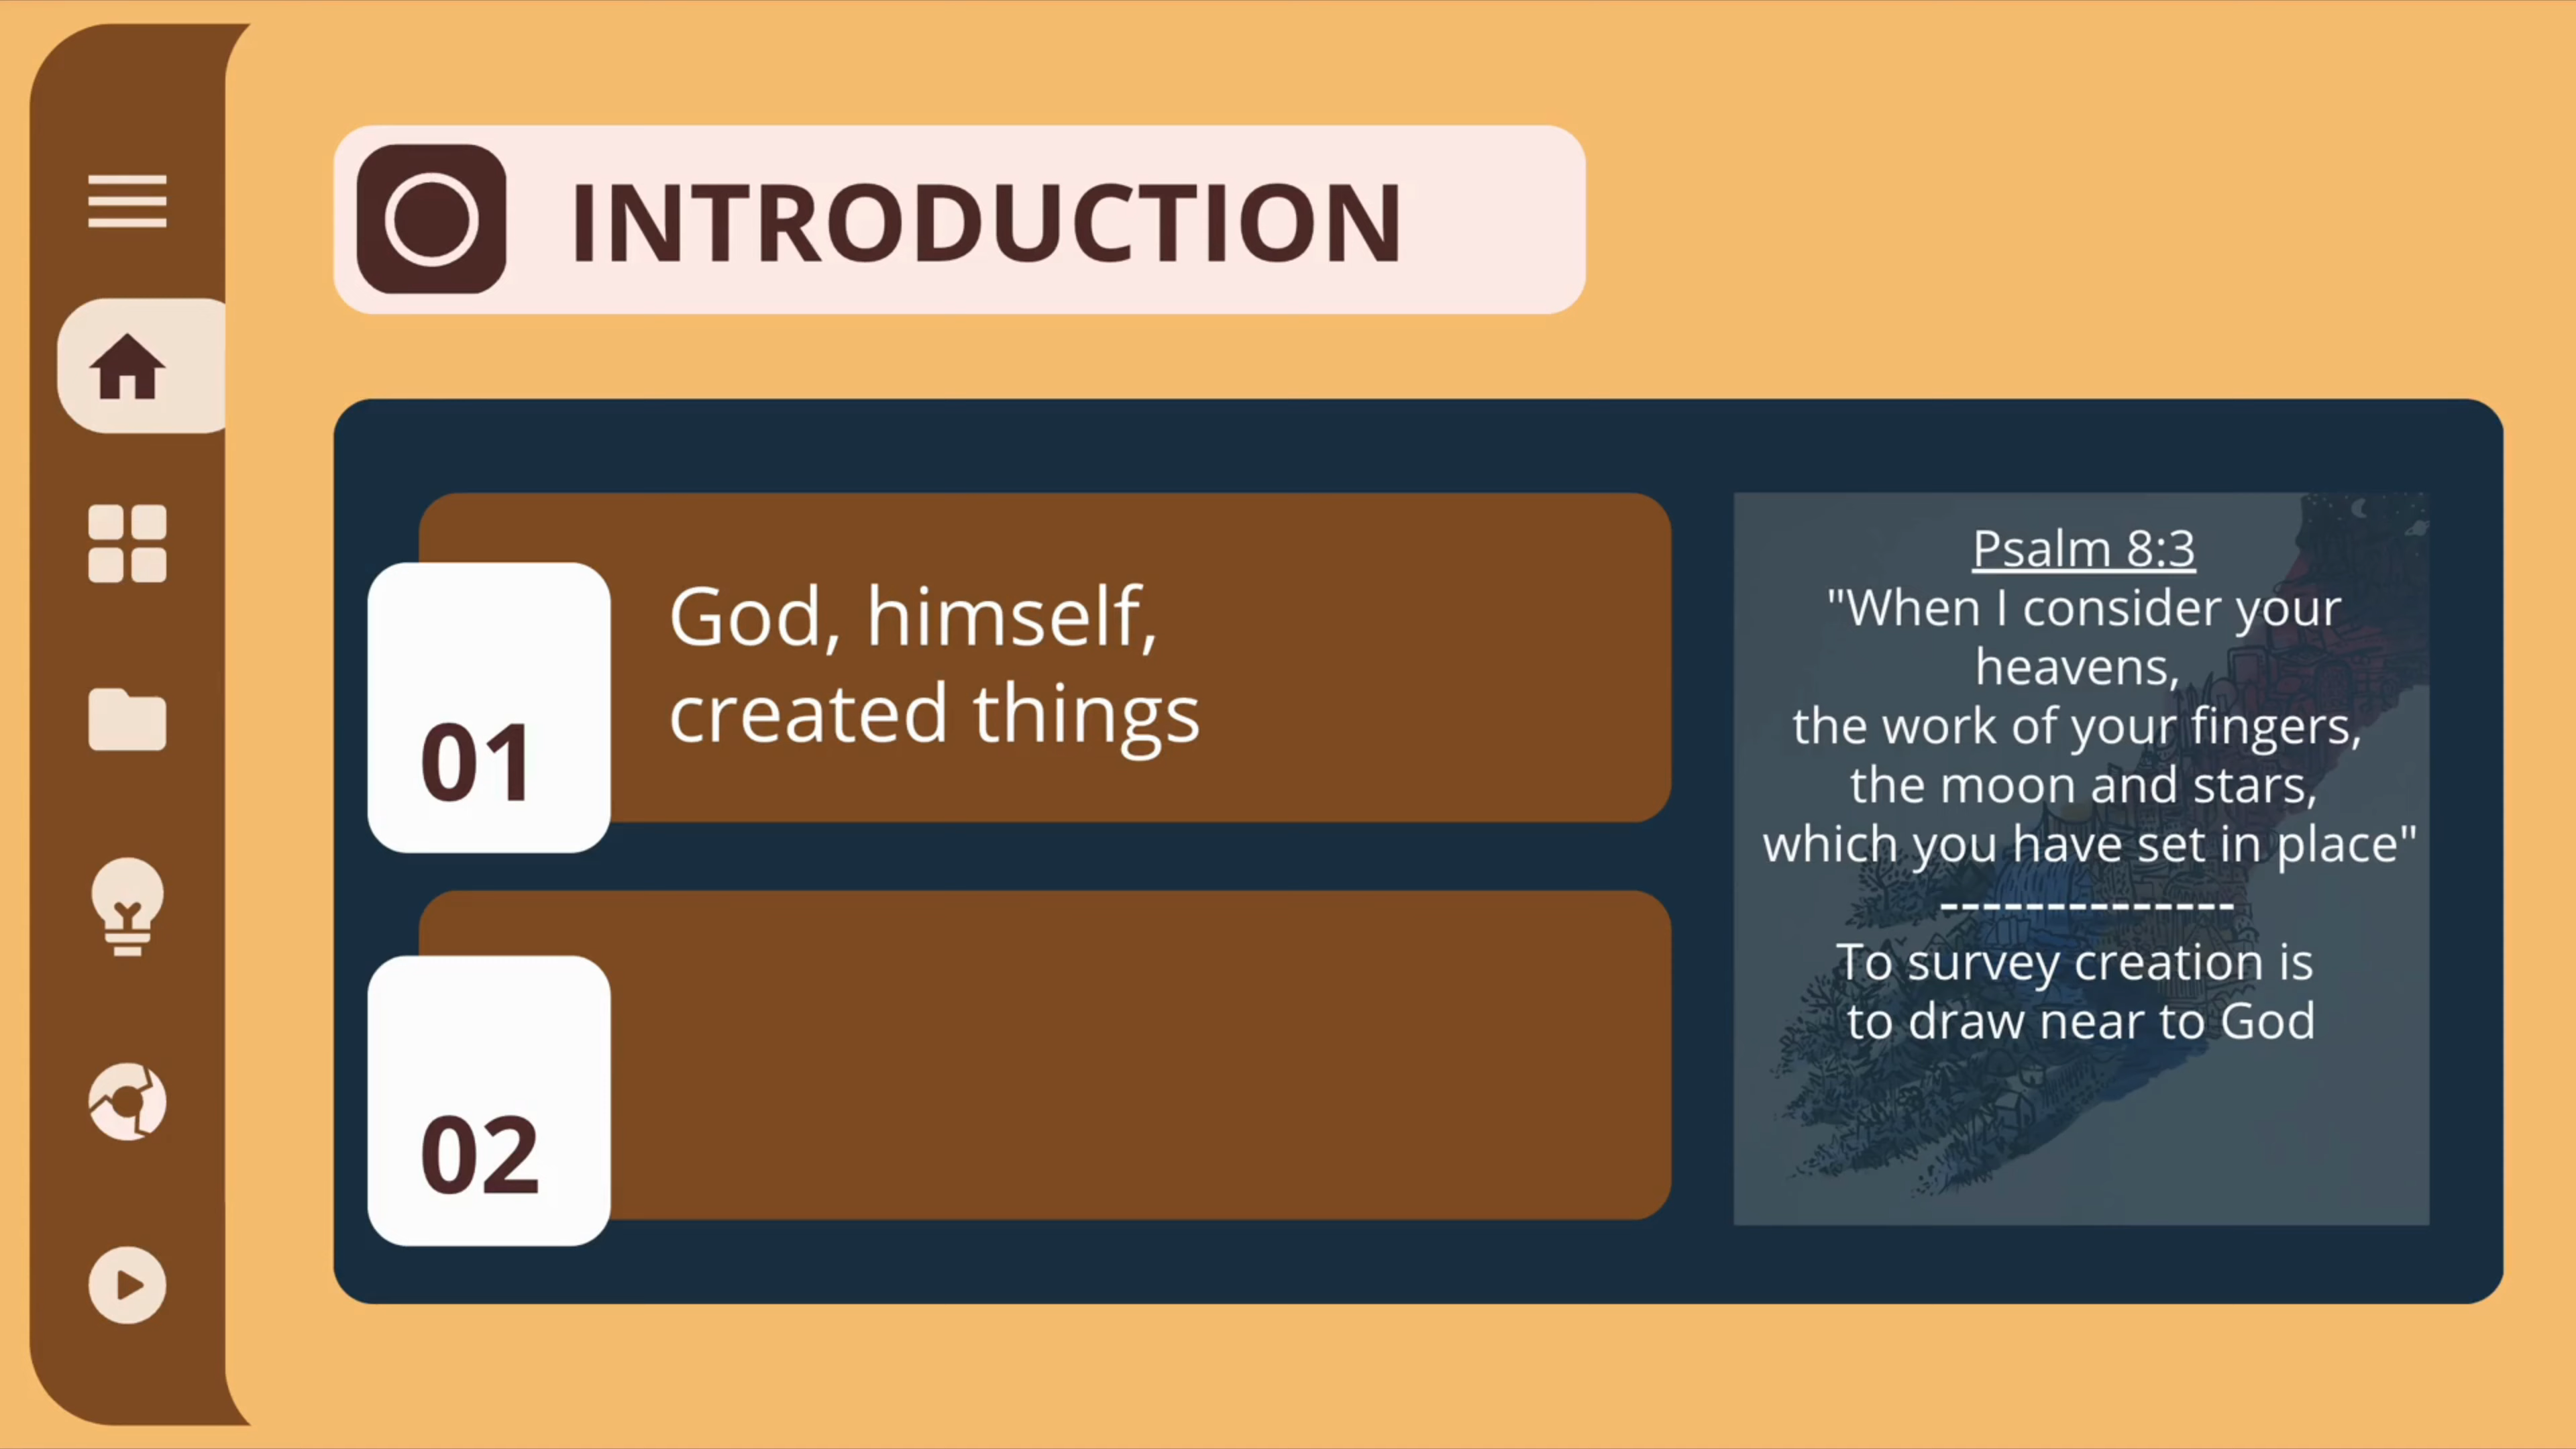 INTRODUCTION
01
God, himself,
created things
02
Psalm 8:3
"When I consider your
heavens,
the work of your fingers,
the moon and stars,
which you have set in place"
--------------
To survey creation is
to draw near to God